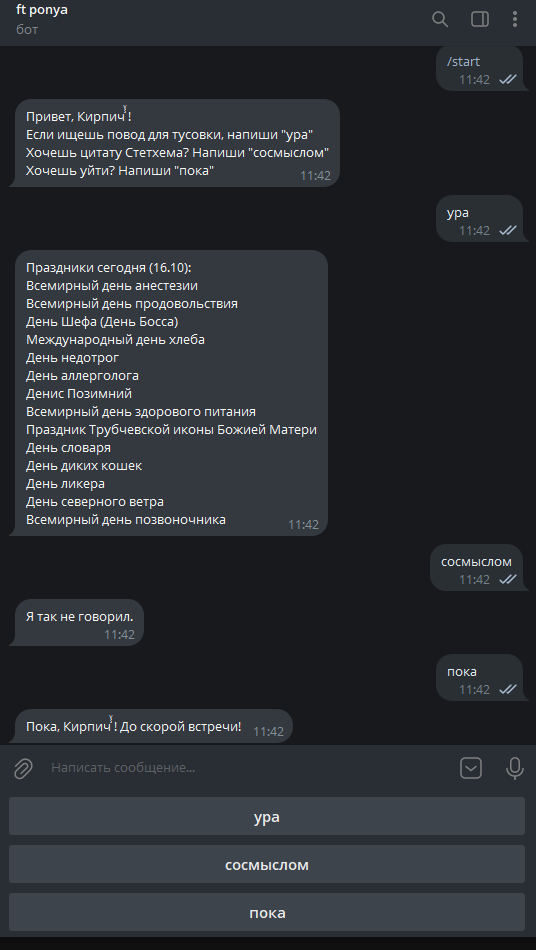 ft ponya
бот
/start
11:42
Привет, Кирпич!
Если ищешь повод для тусовки, напиши "ура"
Хочешь цитату Стетхема? Напиши "сосмыслом"
Хочешь уйти? Напиши "пока"
11:42
ура
11:42
Праздники сегодня (16.10):
Всемирный день анестезии
Всемирный день продовольствия
День Шефа (День Босса)
Международный день хлеба
День недотрог
День аллерголога
Денис Позимний
Всемирный день здорового питания
Праздник Трубчевской иконы Божией Матери
День словаря
День диких кошек
День ликера
День северного ветра
Всемирный день позвоночника
11:42
сосмыслом
11:42
Я так не говорил.
11:42
пока
11:42
Пока, Кирпич! До скорой встречи!
11:42
Написать сообщение...
ура
сосмыслом
пока